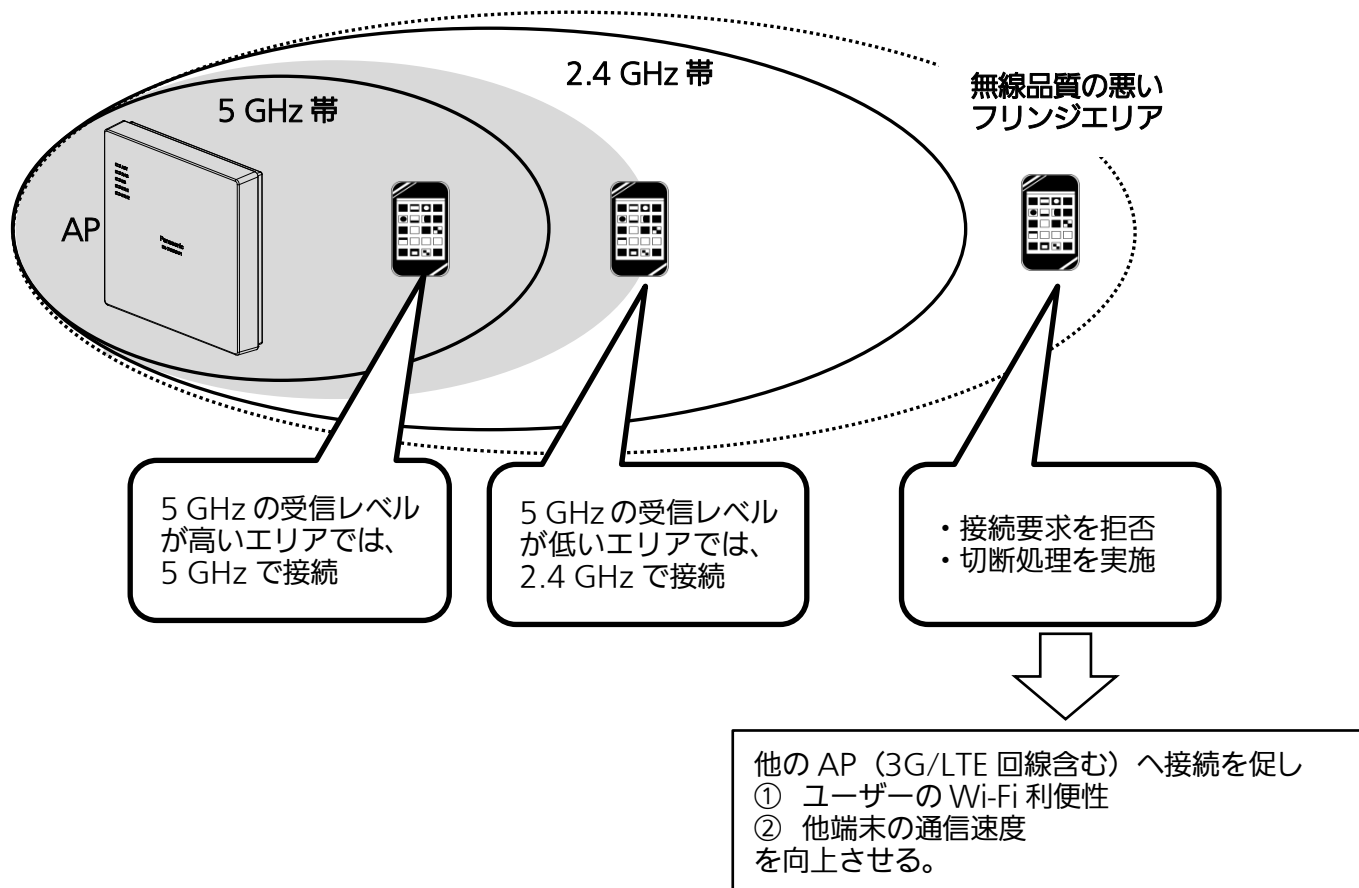 2.4 GHz 帯
無線品質の悪い
フリンジエリア
5 GHz 帯
AP
Panasonic
5 GHz の受信レベル
が高いエリアでは、
5 GHz で接続
5 GHz の受信レベル
が低いエリアでは、
2.4 GHz で接続
・接続要求を拒否
・切断処理を実施
他の AP（3G/LTE 回線含む）へ接続を促し
① ユーザーの Wi-Fi 利便性
② 他端末の通信速度
を向上させる。